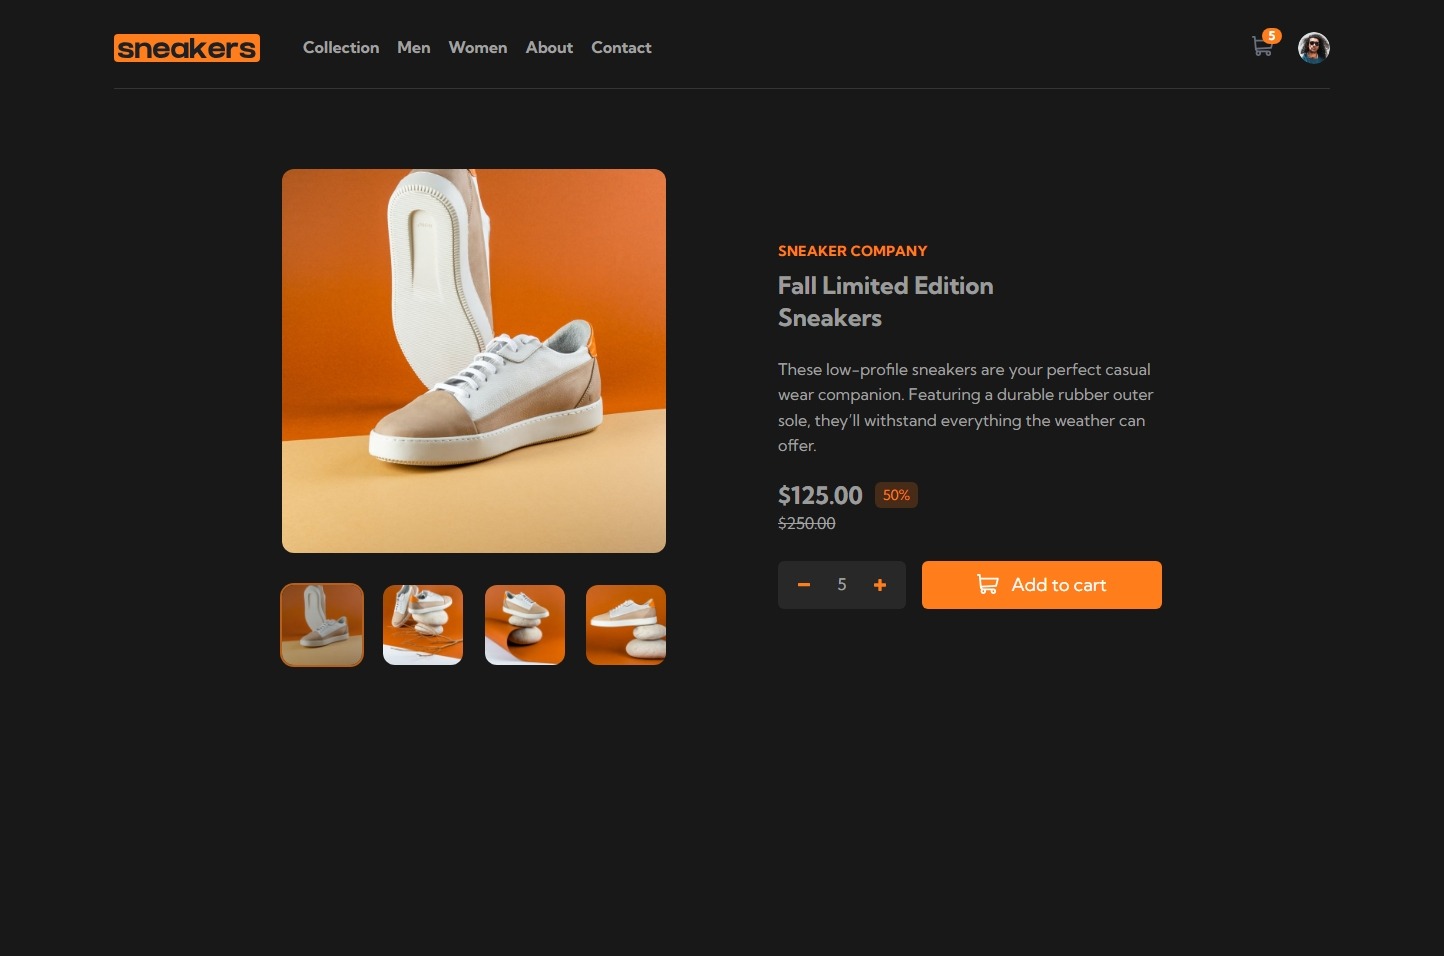 sneakers
Collection
Men
Women
About
Contact
5
SNEAKER COMPANY
Fall Limited Edition
Sneakers
These low-profile sneakers are your perfect casual
wear companion. Featuring a durable rubber outer
sole, they’ll withstand everything the weather can
offer.
$125.00
50%
$250.00
5
Add to cart